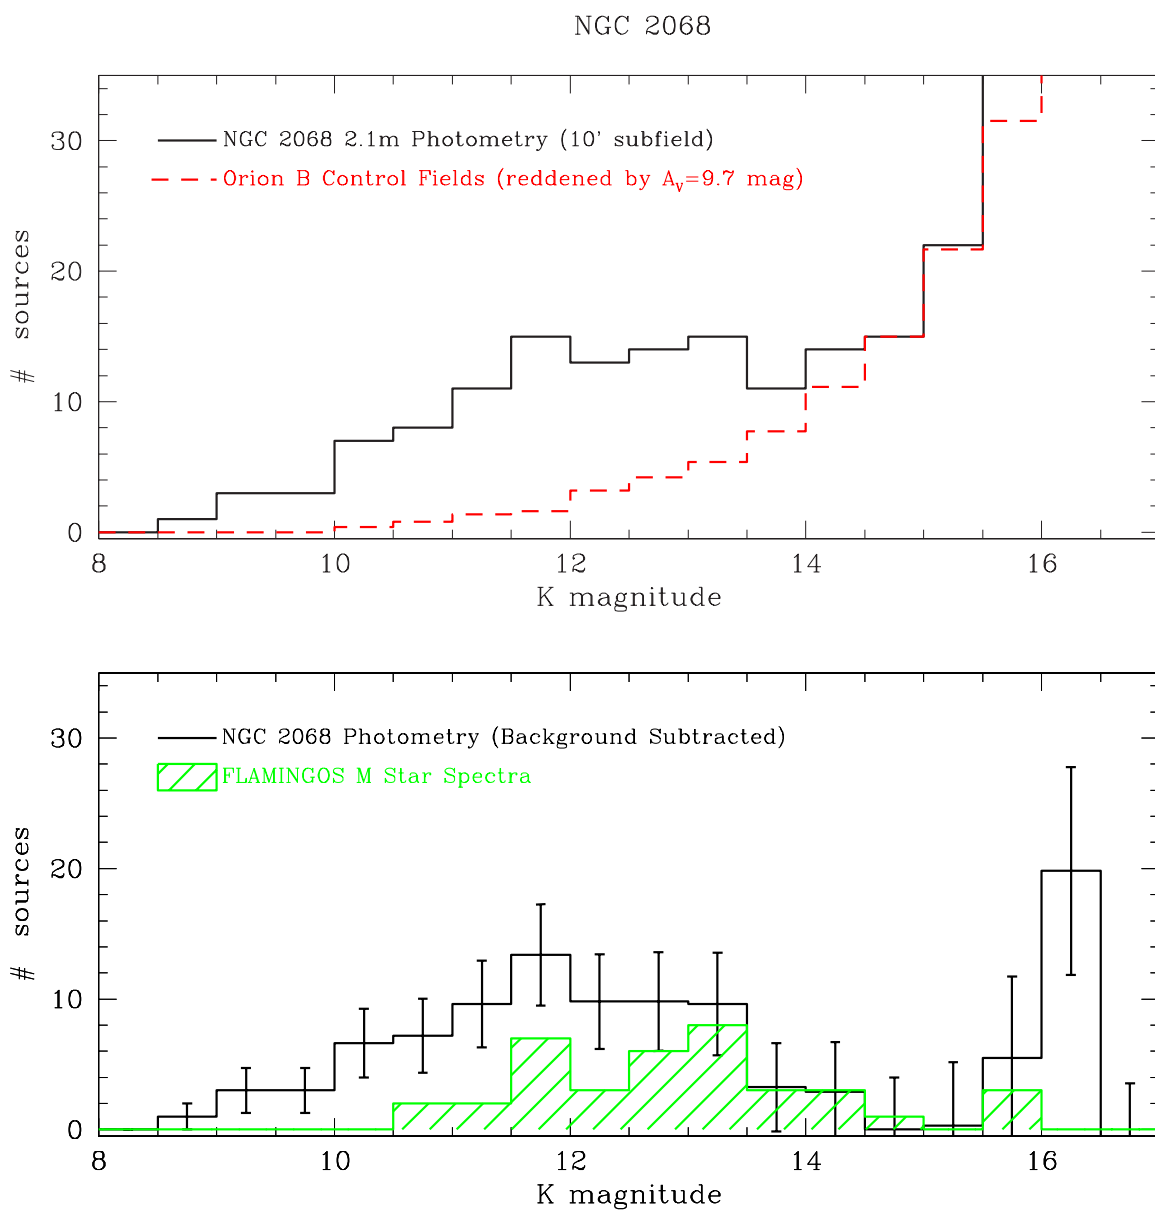 NGC 2068
NGC 2068 2.1m Photometry (10' subfield)
Orion B Control Fields (reddened by A_V=9.7 mag)
# sources
30
20
10
0
8 10 12 14 16
K magnitude
NGC 2068 Photometry (Background Subtracted)
FLAMINGOS M Star Spectra
# sources
30
20
10
0
8 10 12 14 16
K magnitude